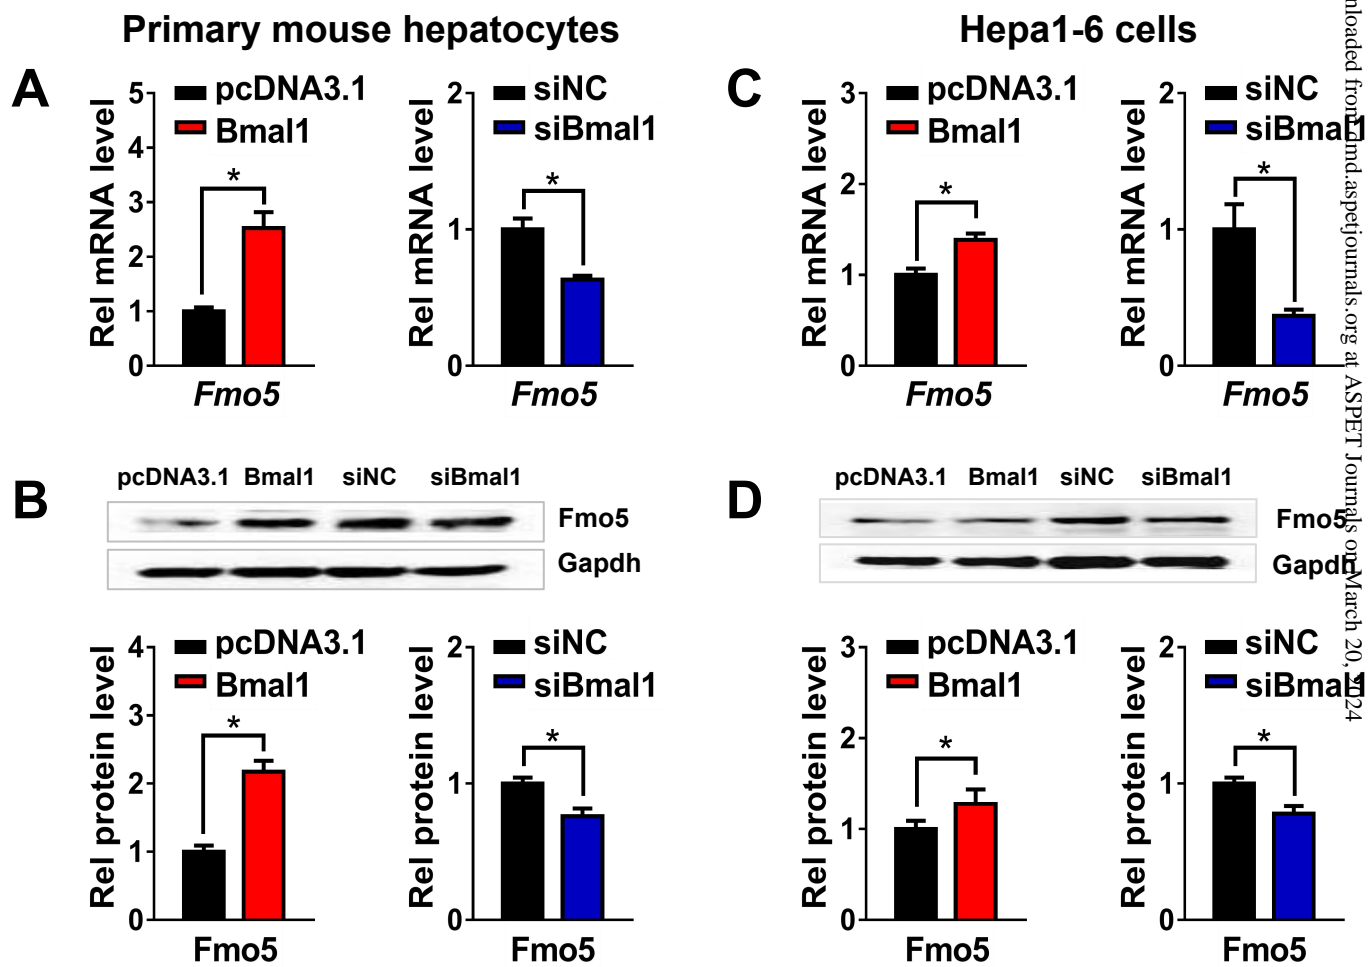 Primary mouse hepatocytes
Hepa1-6 cells
A
Rel mRNA level
5
4
3
2
1
0
pcDNA3.1
Bmal1
*
Fmo5
Rel mRNA level
2
1
0
siNC
siBmal1
*
Fmo5
C
Rel mRNA level
3
2
1
0
pcDNA3.1
Bmal1
*
Fmo5
Rel mRNA level
2
1
0
siNC
siBmal1
*
Fmo5
B
pcDNA3.1 Bmal1 siNC siBmal1
Fmo5
Gapdh
Rel protein level
4
3
2
1
0
pcDNA3.1
Bmal1
*
Fmo5
Rel protein level
2
1
0
siNC
siBmal1
*
Fmo5
D
pcDNA3.1 Bmal1 siNC siBmal1
Fmo5
Gapdh
Rel protein level
3
2
1
0
pcDNA3.1
Bmal1
*
Fmo5
Rel protein level
2
1
0
siNC
siBmal1
*
Fmo5
nloaded from dmd.aspetjournals.org at ASPET Journals on March 20, 2024